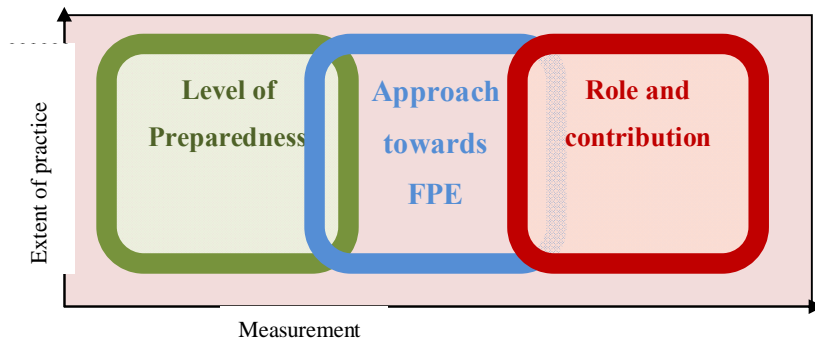 Level of
Preparedness
Approach
towards
FPE
Role and
contribution
Extent of practice
Measurement